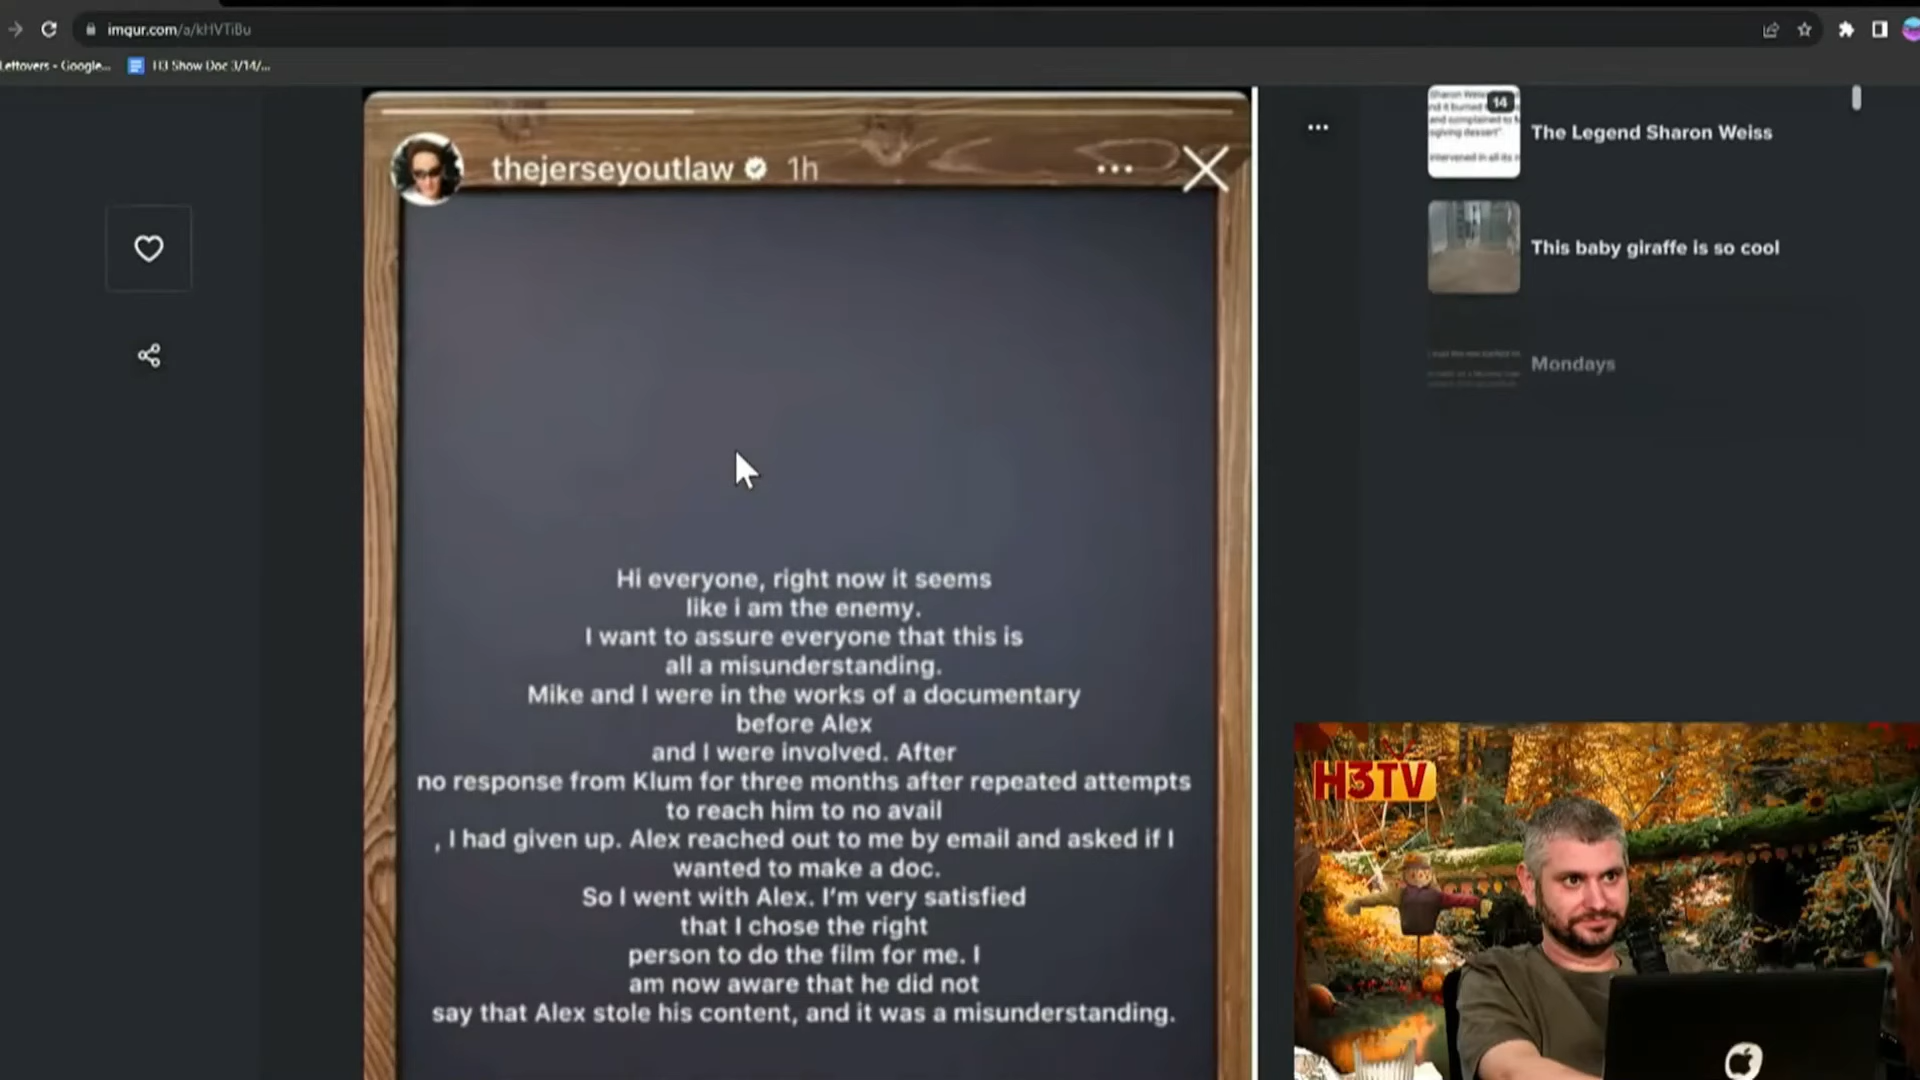 imgur.com/a/kHVTiBu
Leftovers - Google...
H3 Show Doc 3/14/...
thejerseyoutlaw 1h
Hi everyone, right now it seems
like i am the enemy.
I want to assure everyone that this is
all a misunderstanding.
Mike and I were in the works of a documentary
before Alex
and I were involved. After
no response from Klum for three months after repeated attempts
to reach him to no avail
, I had given up. Alex reached out to me by email and asked if I
wanted to make a doc.
So I went with Alex. I'm very satisfied
that I chose the right
person to do the film for me. I
am now aware that he did not
say that Alex stole his content, and it was a misunderstanding.
14
The Legend Sharon Weiss
This baby giraffe is so cool
Mondays
H3TV